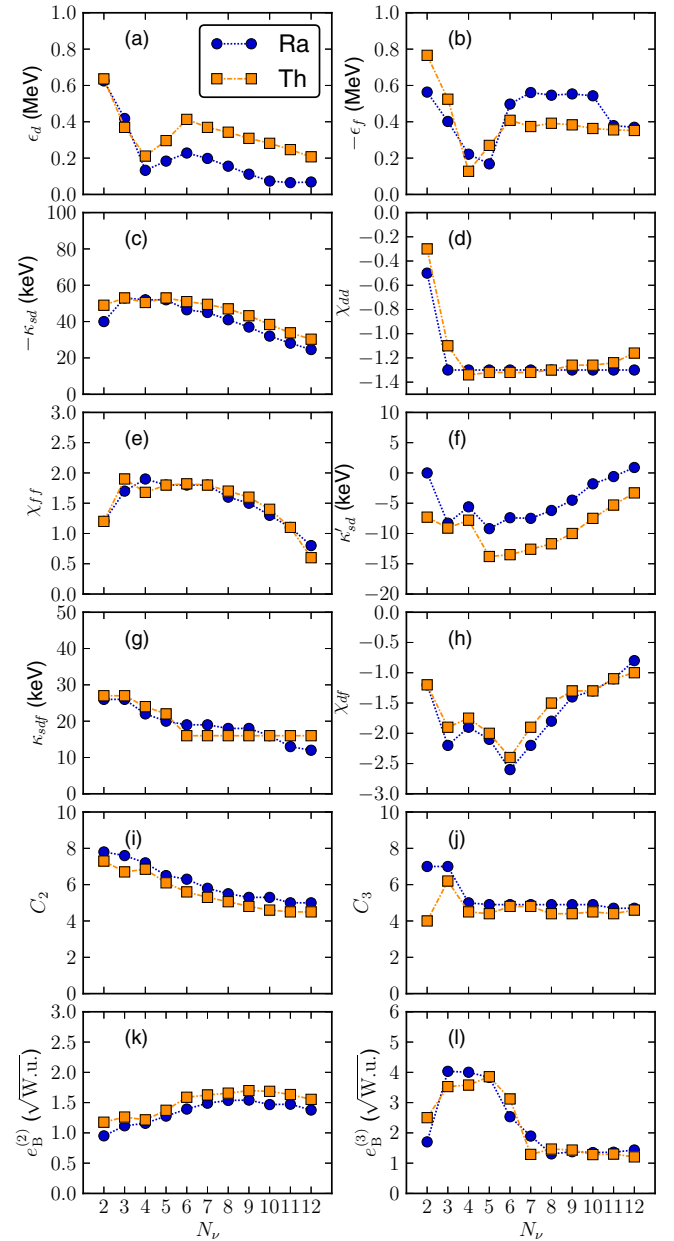 (a)
Ra
Th
ϵ_d (MeV)
1.0
0.8
0.6
0.4
0.2
0.0
(b)
−ϵ_f (MeV)
1.0
0.8
0.6
0.4
0.2
0.0
(c)
−κ_sd (keV)
100
80
60
40
20
0
(d)
χ_dd
0.0
−0.2
−0.4
−0.6
−0.8
−1.0
−1.2
−1.4
(e)
χ_ff
3.0
2.5
2.0
1.5
1.0
0.5
0.0
(f)
κ′_sd (keV)
10
5
0
−5
−10
−15
−20
(g)
κ_sdf (keV)
50
40
30
20
10
0
(h)
χ_df
0.0
−0.5
−1.0
−1.5
−2.0
−2.5
−3.0
(i)
C_2
10
8
6
4
2
0
(j)
C_3
10
8
6
4
2
0
(k)
e_B^(2) (√W.u.)
3.0
2.5
2.0
1.5
1.0
0.5
0.0
2 3 4 5 6 7 8 9 10 11 12
N_ν
(l)
e_B^(3) (√W.u.)
6
5
4
3
2
1
0
2 3 4 5 6 7 8 9 10 11 12
N_ν